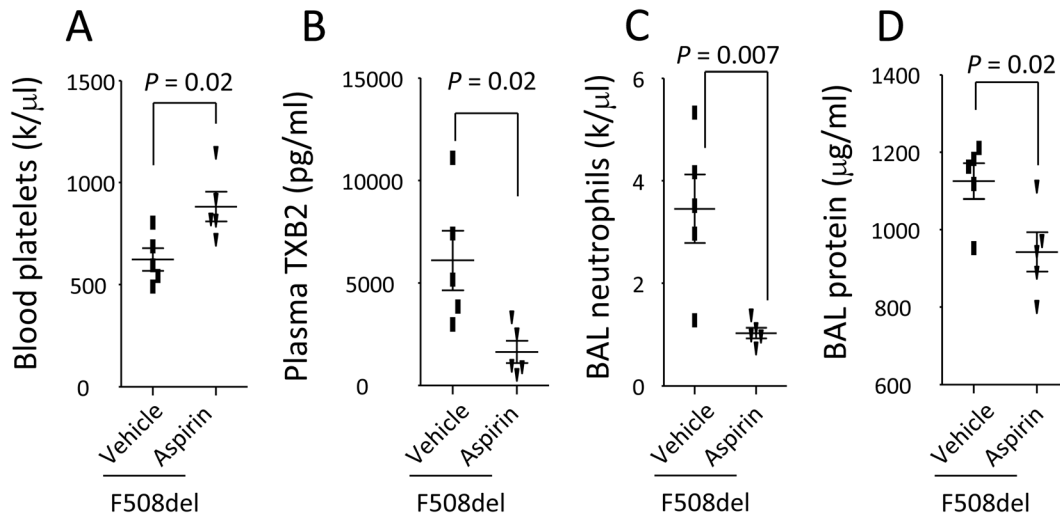 A
Blood platelets (k/μl)
1500
1000
500
0
P = 0.02
Vehicle
Aspirin
F508del
B
Plasma TXB2 (pg/ml)
15000
10000
5000
0
P = 0.02
Vehicle
Aspirin
F508del
C
BAL neutrophils (k/μl)
6
4
2
0
P = 0.007
Vehicle
Aspirin
F508del
D
BAL protein (μg/ml)
1400
1200
1000
800
600
P = 0.02
Vehicle
Aspirin
F508del